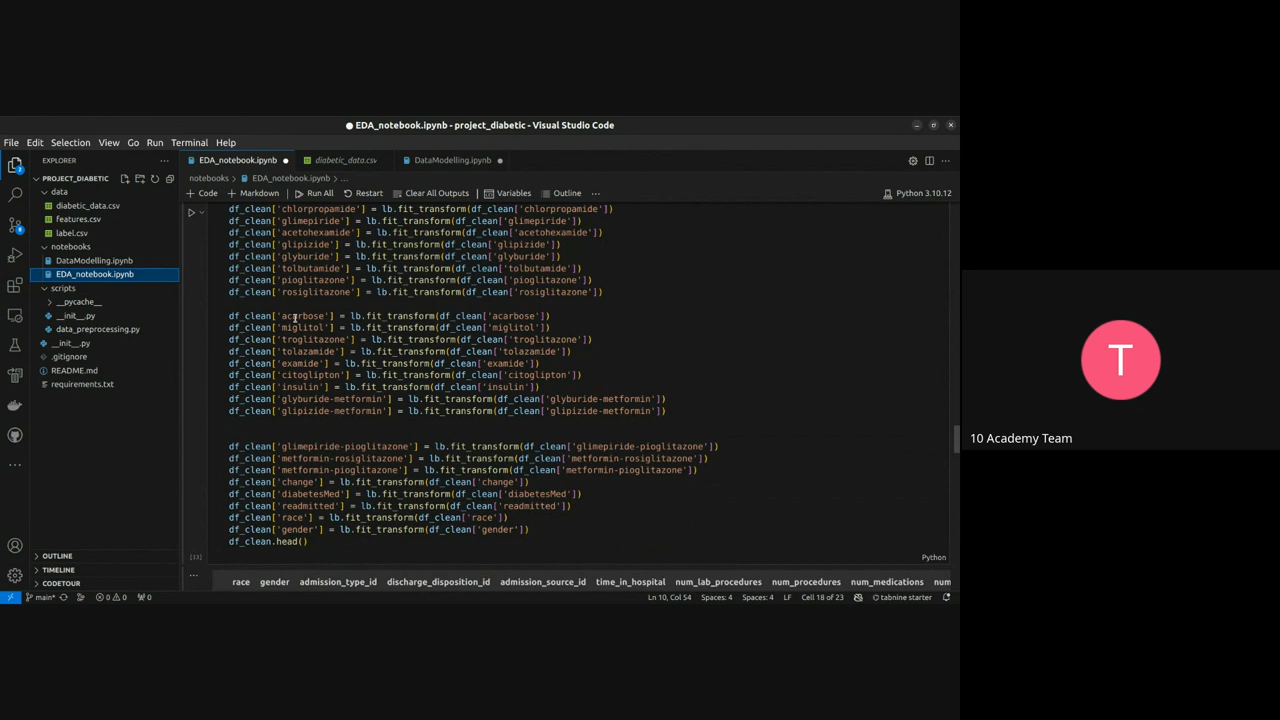 EDA_notebook.ipynb - project_diabetic - Visual Studio Code
File Edit Selection View Go Run Terminal Help
EXPLORER
EDA_notebook.ipynb
diabetic_data.csv
DataModelling.ipynb
PROJECT_DIABETIC
notebooks > EDA_notebook.ipynb > ...
+ Code + Markdown Run All Restart Clear All Outputs Variables Outline ...
Python 3.10.12
data
diabetic_data.csv
features.csv
label.csv
notebooks
DataModelling.ipynb
EDA_notebook.ipynb
scripts
__pycache__
__init__.py
data_preprocessing.py
__init__.py
.gitignore
README.md
requirements.txt
OUTLINE
TIMELINE
CODETOUR
df_clean['chlorpropamide'] = lb.fit_transform(df_clean['chlorpropamide'])
df_clean['glimepiride'] = lb.fit_transform(df_clean['glimepiride'])
df_clean['acetohexamide'] = lb.fit_transform(df_clean['acetohexamide'])
df_clean['glipizide'] = lb.fit_transform(df_clean['glipizide'])
df_clean['glyburide'] = lb.fit_transform(df_clean['glyburide'])
df_clean['tolbutamide'] = lb.fit_transform(df_clean['tolbutamide'])
df_clean['pioglitazone'] = lb.fit_transform(df_clean['pioglitazone'])
df_clean['rosiglitazone'] = lb.fit_transform(df_clean['rosiglitazone'])
df_clean['acarbose'] = lb.fit_transform(df_clean['acarbose'])
df_clean['miglitol'] = lb.fit_transform(df_clean['miglitol'])
df_clean['troglitazone'] = lb.fit_transform(df_clean['troglitazone'])
df_clean['tolazamide'] = lb.fit_transform(df_clean['tolazamide'])
df_clean['examide'] = lb.fit_transform(df_clean['examide'])
df_clean['citoglipton'] = lb.fit_transform(df_clean['citoglipton'])
df_clean['insulin'] = lb.fit_transform(df_clean['insulin'])
df_clean['glyburide-metformin'] = lb.fit_transform(df_clean['glyburide-metformin'])
df_clean['glipizide-metformin'] = lb.fit_transform(df_clean['glipizide-metformin'])
df_clean['glimepiride-pioglitazone'] = lb.fit_transform(df_clean['glimepiride-pioglitazone'])
df_clean['metformin-rosiglitazone'] = lb.fit_transform(df_clean['metformin-rosiglitazone'])
df_clean['metformin-pioglitazone'] = lb.fit_transform(df_clean['metformin-pioglitazone'])
df_clean['change'] = lb.fit_transform(df_clean['change'])
df_clean['diabetesMed'] = lb.fit_transform(df_clean['diabetesMed'])
df_clean['readmitted'] = lb.fit_transform(df_clean['readmitted'])
df_clean['race'] = lb.fit_transform(df_clean['race'])
df_clean['gender'] = lb.fit_transform(df_clean['gender'])
df_clean.head()
[13]
Python
race gender admission_type_id discharge_disposition_id admission_source_id time_in_hospital num_lab_procedures num_procedures num_medications num
main* 0 0 0 Ln 10, Col 54 Spaces: 4 Spaces: 4 LF Cell 18 of 23 tabnine starter
T
10 Academy Team